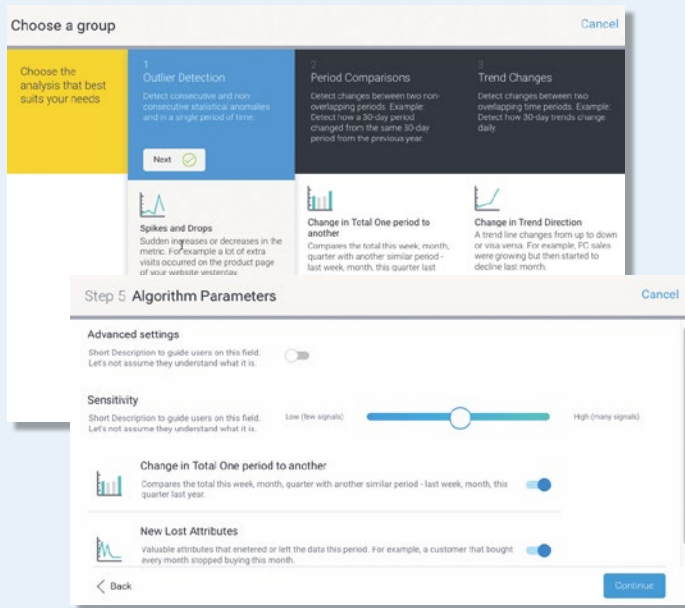 Choose a group
Cancel
Choose the
analysis that best
suits your needs
1
Outlier Detection
Detect consecutive and non-
consecutive statistical anomalies
and in a single period of time.
Next
2
Period Comparisons
Detect changes between two non-
overlapping periods. Example:
Detect how a 30-day period
changed from the same 30-day
period from the previous year.
3
Trend Changes
Detect changes between two
overlapping time periods. Example:
Detect how 30-day trends change
daily.
Spikes and Drops
Sudden increases or decreases in the
metric. For example a lot of extra
visits occurred on the product page
of your website yesterday.
Change in Total One period to
another
Compares the total this week, month,
quarter with another similar period -
last week, month, this quarter last
Change in Trend Direction
A trend line changes from up to down
or visa versa. For example, PC sales
were growing but then started to
decline last month.
Step 5 Algorithm Parameters
Cancel
Advanced settings
Short Description to guide users on this field.
Let's not assume they understand what it is.
Sensitivity
Short Description to guide users on this field.
Let's not assume they understand what it is.
Low (few signals)
High (many signals)
Change in Total One period to another
Compares the total this week, month, quarter with another similar period - last week, month, this
quarter last year.
New Lost Attributes
Valuable attributes that enetered or left the data this period. For example, a customer that bought
every month stopped buying this month.
Back
Continue